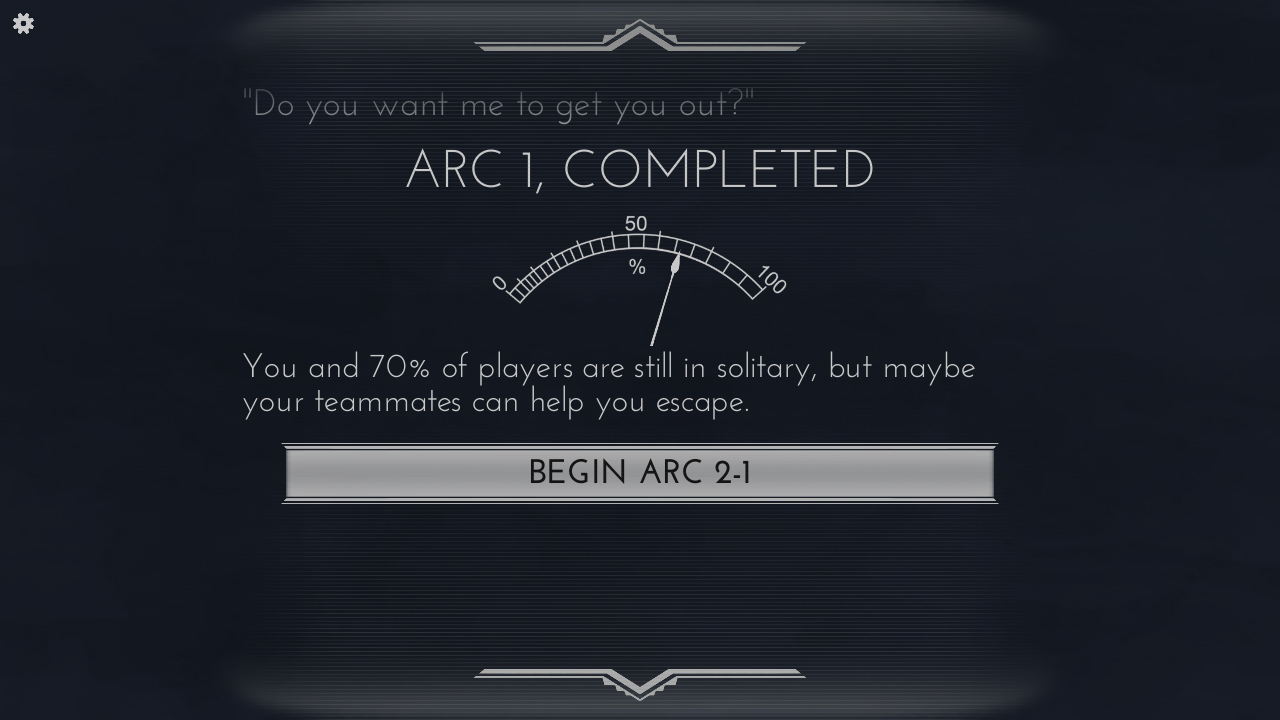 "Do you want me to get you out?"
ARC 1, COMPLETED
50
0
%
100
You and 70% of players are still in solitary, but maybe
your teammates can help you escape.
BEGIN ARC 2-1